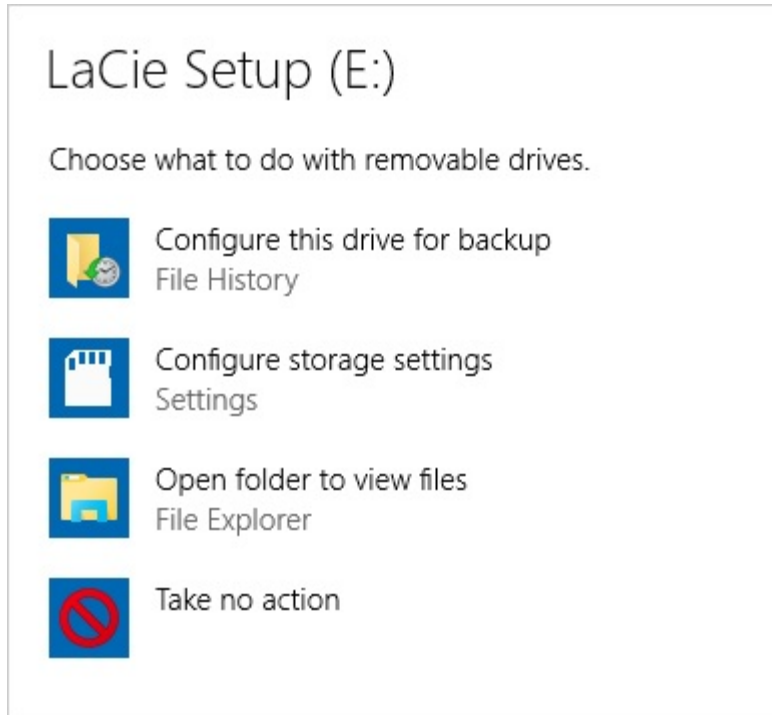 LaCie Setup (E:)
Choose what to do with removable drives.
Configure this drive for backup
File History
Configure storage settings
Settings
Open folder to view files
File Explorer
Take no action